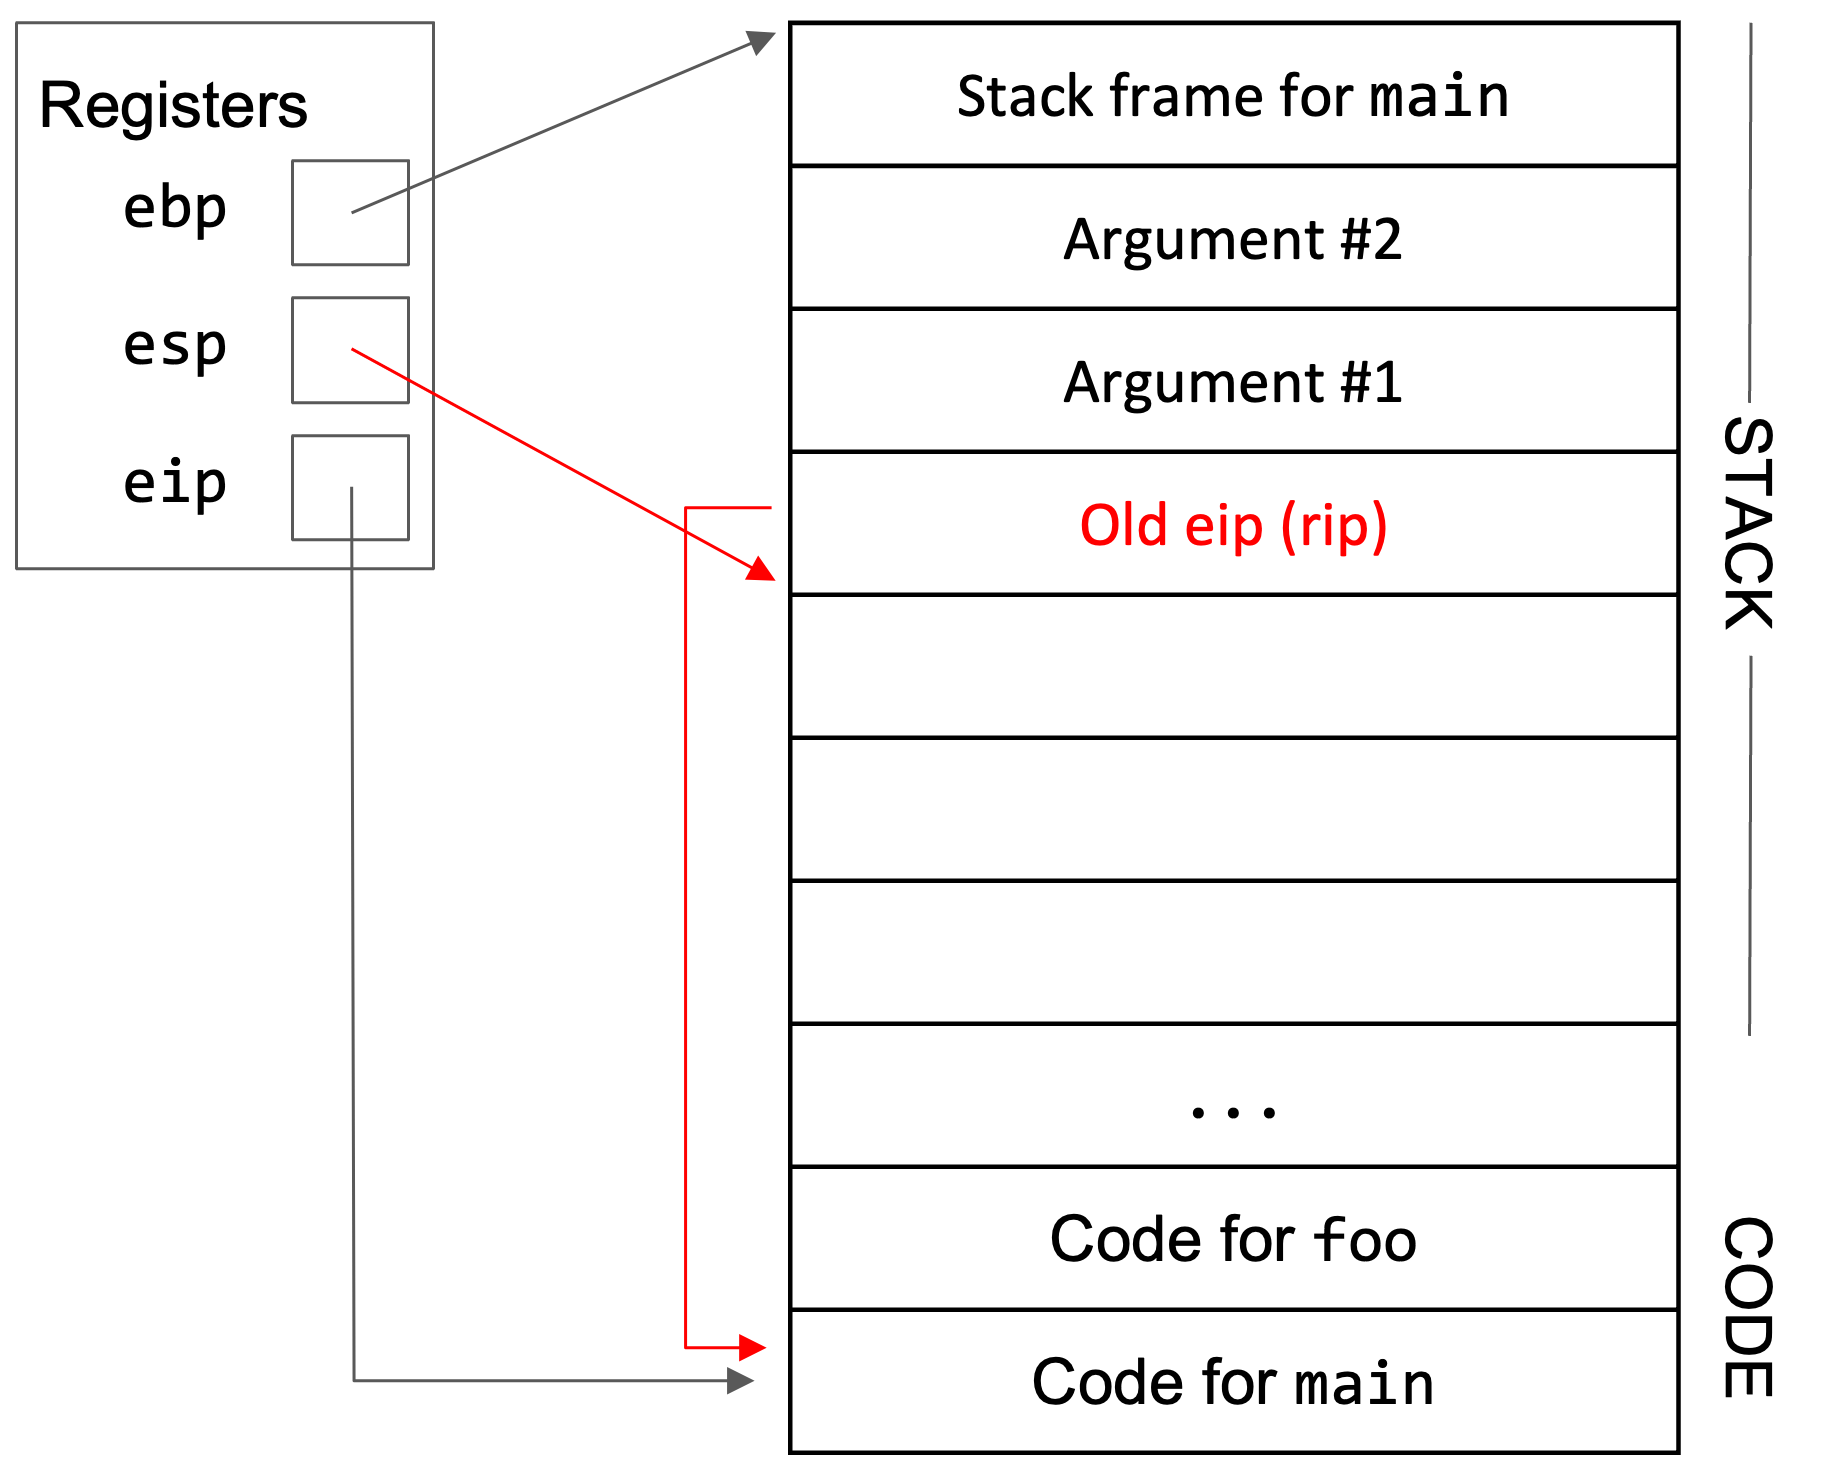 Registers
ebp
esp
eip
Stack frame for main
Argument #2
Argument #1
Old eip (rip)
...
Code for foo
Code for main
STACK
CODE